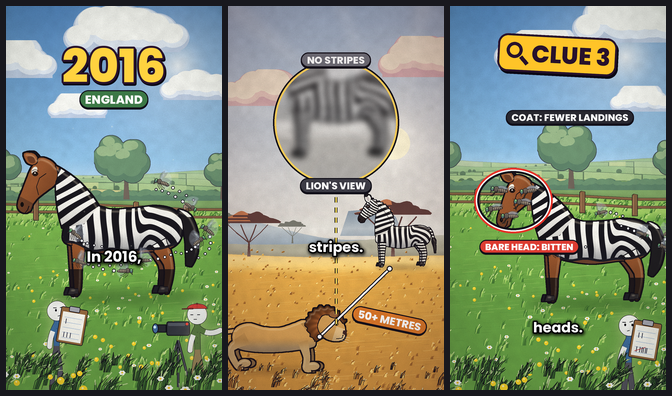 2016
ENGLAND
In 2016,
NO STRIPES
LION'S VIEW
stripes.
50+ METRES
CLUE 3
COAT: FEWER LANDINGS
BARE HEAD: BITTEN
heads.